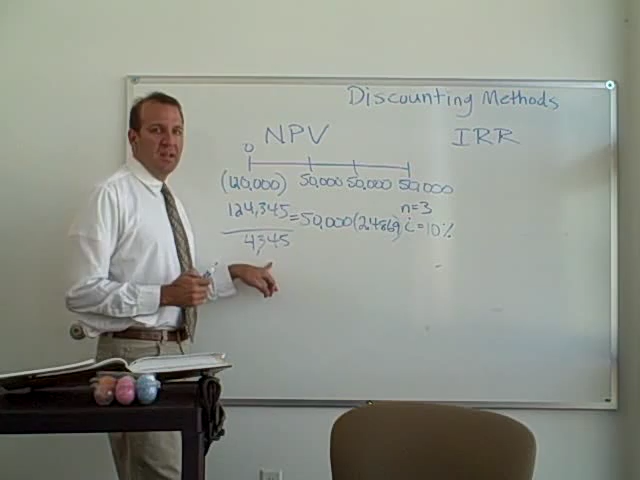 Discounting Methods
NPV IRR
0
(120,000) 50,000 50,000 50,000
124,345 = 50,000 (2.4869) n=3
4,345 i=10%